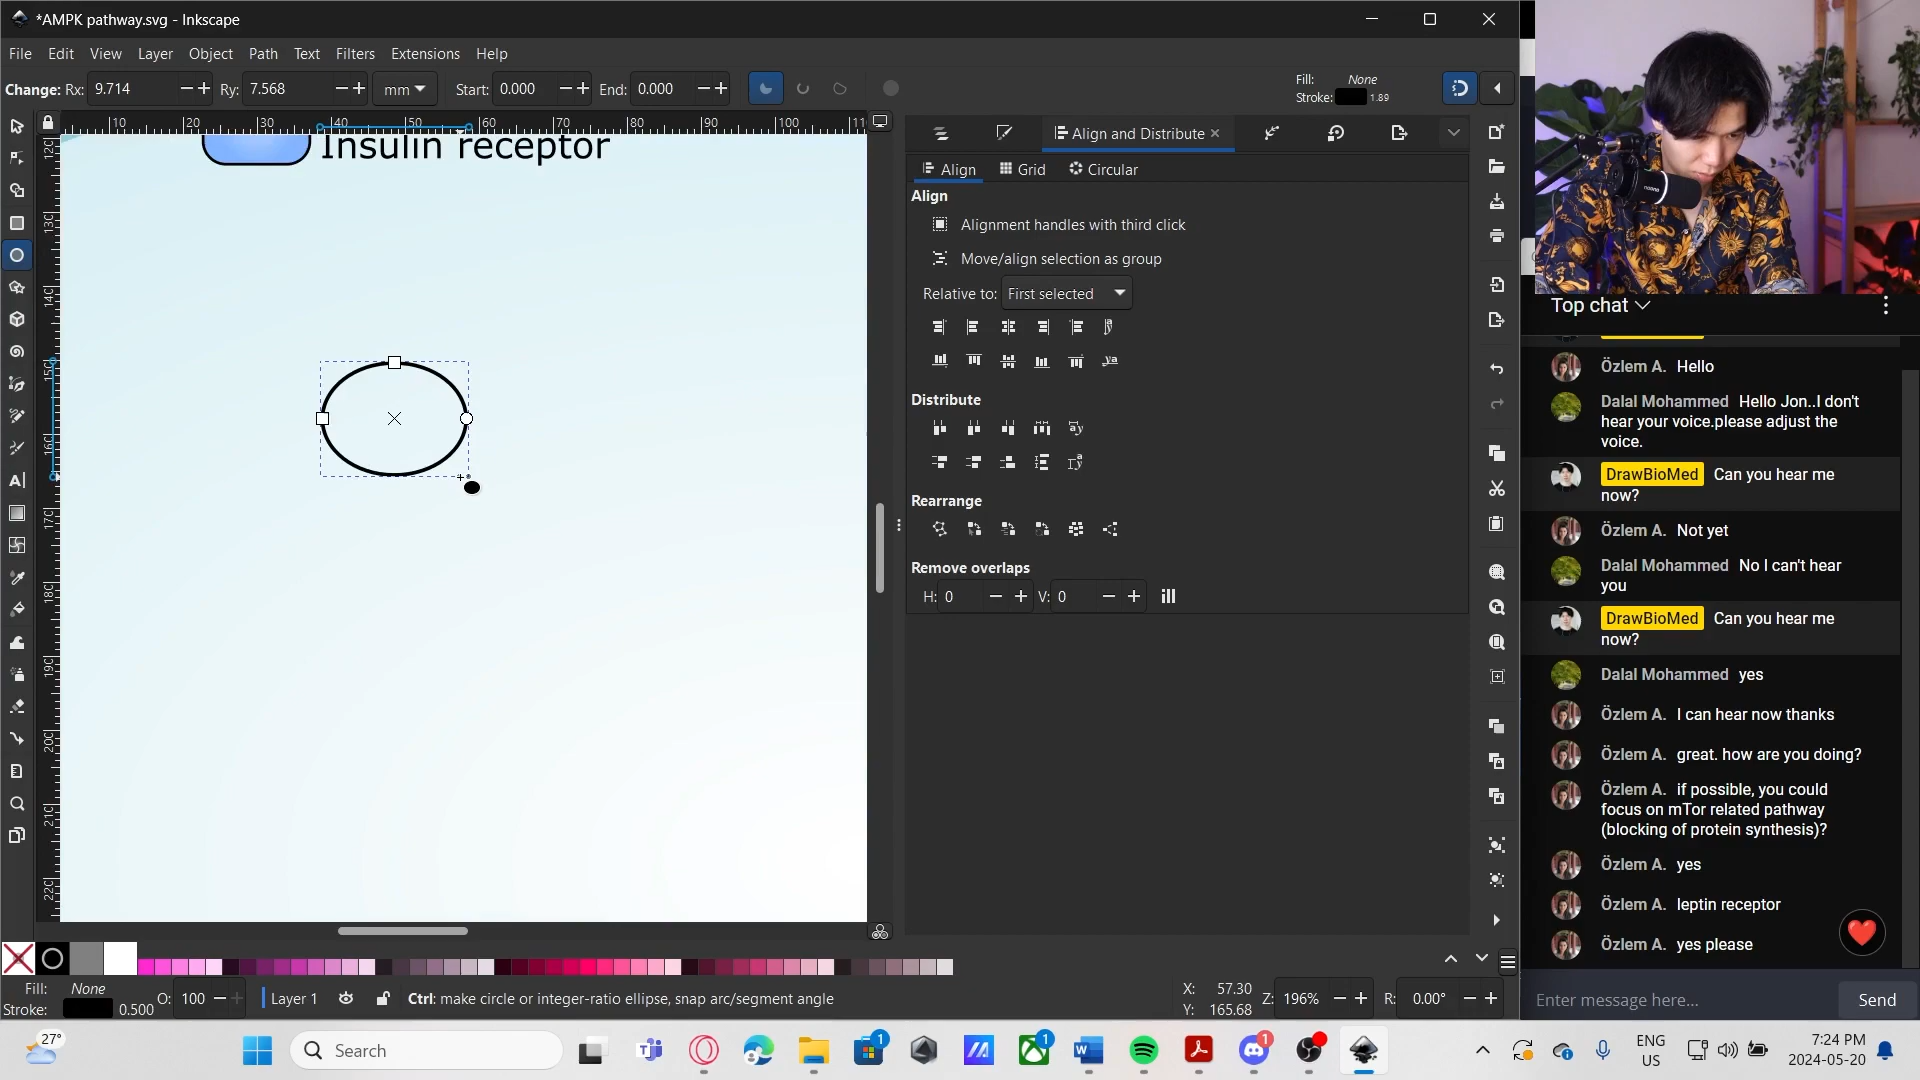 *AMPK pathway.svg - Inkscape
File Edit View Layer Object Path Text Filters Extensions Help
Change: Rx: 9.714 Ry: 7.568 mm Start: 0.000 End: 0.000
Fill: None
Stroke: 1.89
Insulin receptor
Align and Distribute
Align Grid Circular
Align
Alignment handles with third click
Move/align selection as group
Relative to: First selected
Distribute
Rearrange
Remove overlaps
H: 0 V: 0
Top chat
Özlem A. Hello
Dalal Mohammed Hello Jon..I don't
hear your voice.please adjust the
voice.
DrawBioMed Can you hear me
now?
Özlem A. Not yet
Dalal Mohammed No I can't hear
you
DrawBioMed Can you hear me
now?
Dalal Mohammed yes
Özlem A. I can hear now thanks
Özlem A. great. how are you doing?
Özlem A. if possible, you could
focus on mTor related pathway
(blocking of protein synthesis)?
Özlem A. yes
Özlem A. leptin receptor
Özlem A. yes please
Enter message here...
Send
Fill: None
Stroke: 0.500
O: 100
Layer 1
Ctrl: make circle or integer-ratio ellipse, snap arc/segment angle
X: 57.30
Y: 165.68
Z: 196%
R: 0.00°
27°
Search
ENG
US
7:24 PM
2024-05-20